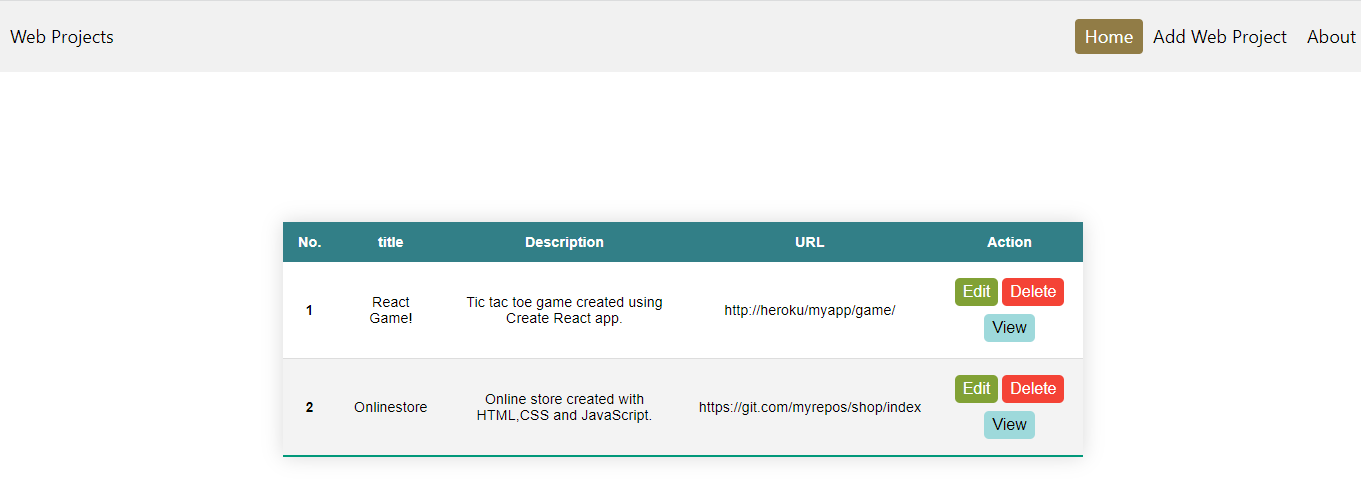 Web Projects Home Add Web Project About
No. title Description URL Action
1 React Game! Tic tac toe game created using Create React app. http://heroku/myapp/game/ Edit Delete View
2 Onlinestore Online store created with HTML,CSS and JavaScript. https://git.com/myrepos/shop/index Edit Delete View